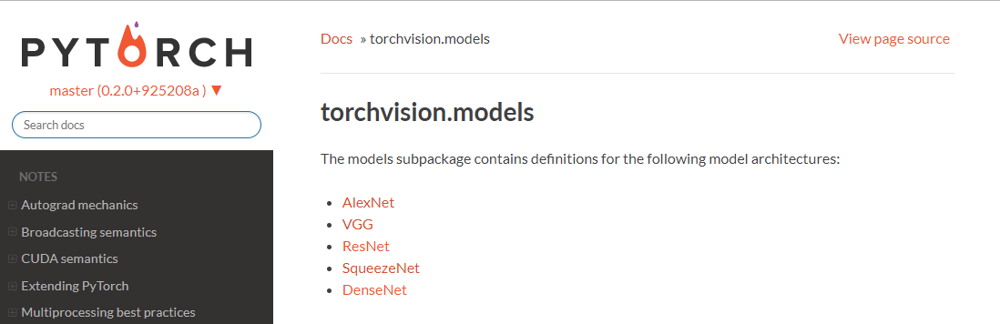 PYTORCH
master (0.2.0+925208a ) ▼
Search docs
NOTES
Autograd mechanics
Broadcasting semantics
CUDA semantics
Extending PyTorch
Multiprocessing best practices
Docs » torchvision.models
View page source
torchvision.models
The models subpackage contains definitions for the following model architectures:
• AlexNet
• VGG
• ResNet
• SqueezeNet
• DenseNet